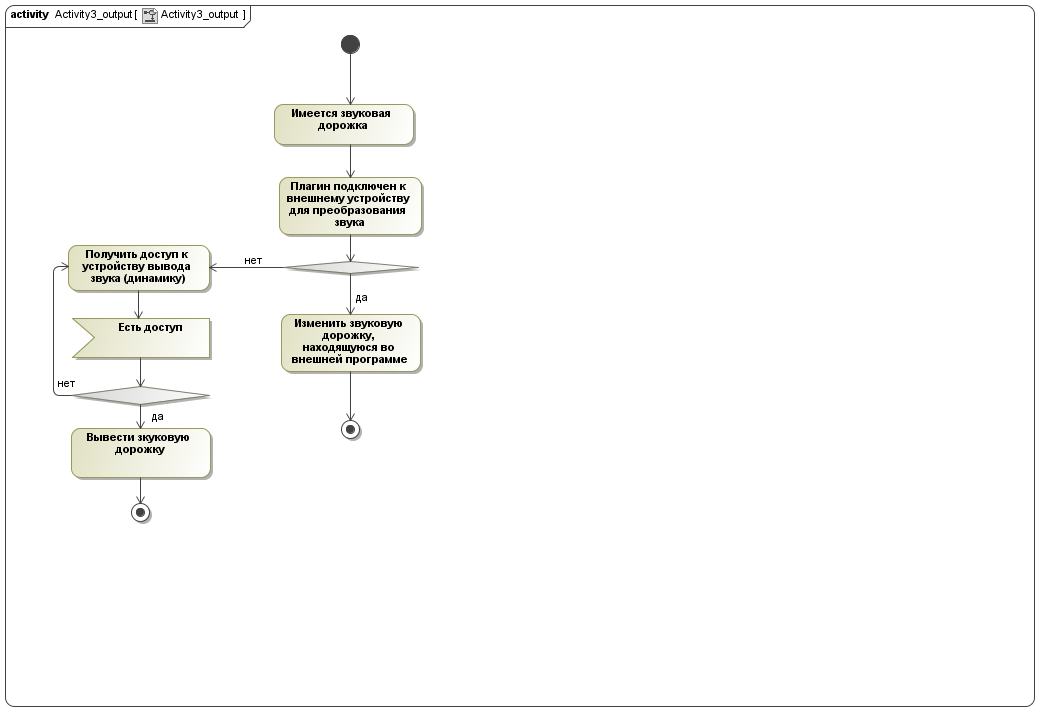 activity Activity3_output [ Activity3_output ]
Имеется звуковая
дорожка
Плагин подключен к
внешнему устройству
для преобразования
звука
нет
да
Получить доступ к
устройству вывода
звука (динамику)
Есть доступ
нет
да
Вывести зкуковую
дорожку
Изменить звуковую
дорожку,
находящуюся во
внешней программе